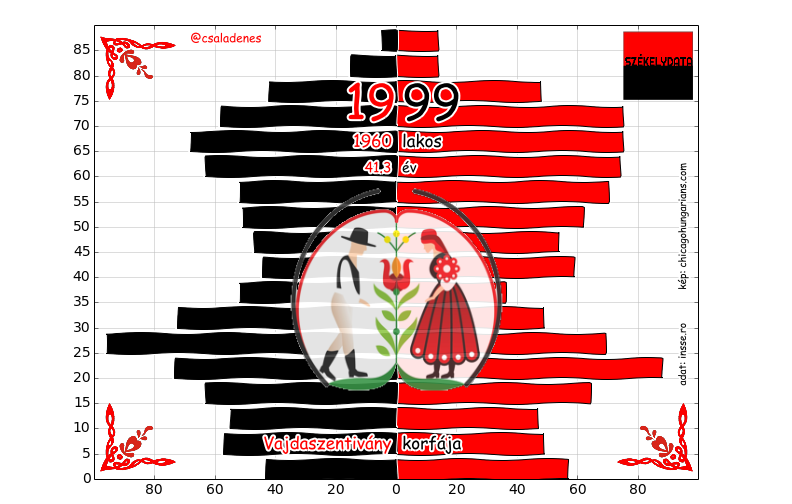 @csaladenes
SZÉKELYDATA
1999
1960 lakos
41,3 év
kép: chicagohungarians.com
adat: insse.ro
Vajdaszentivány korfája
85
80
75
70
65
60
55
50
45
40
35
30
25
20
15
10
5
0
80 60 40 20 0 20 40 60 80